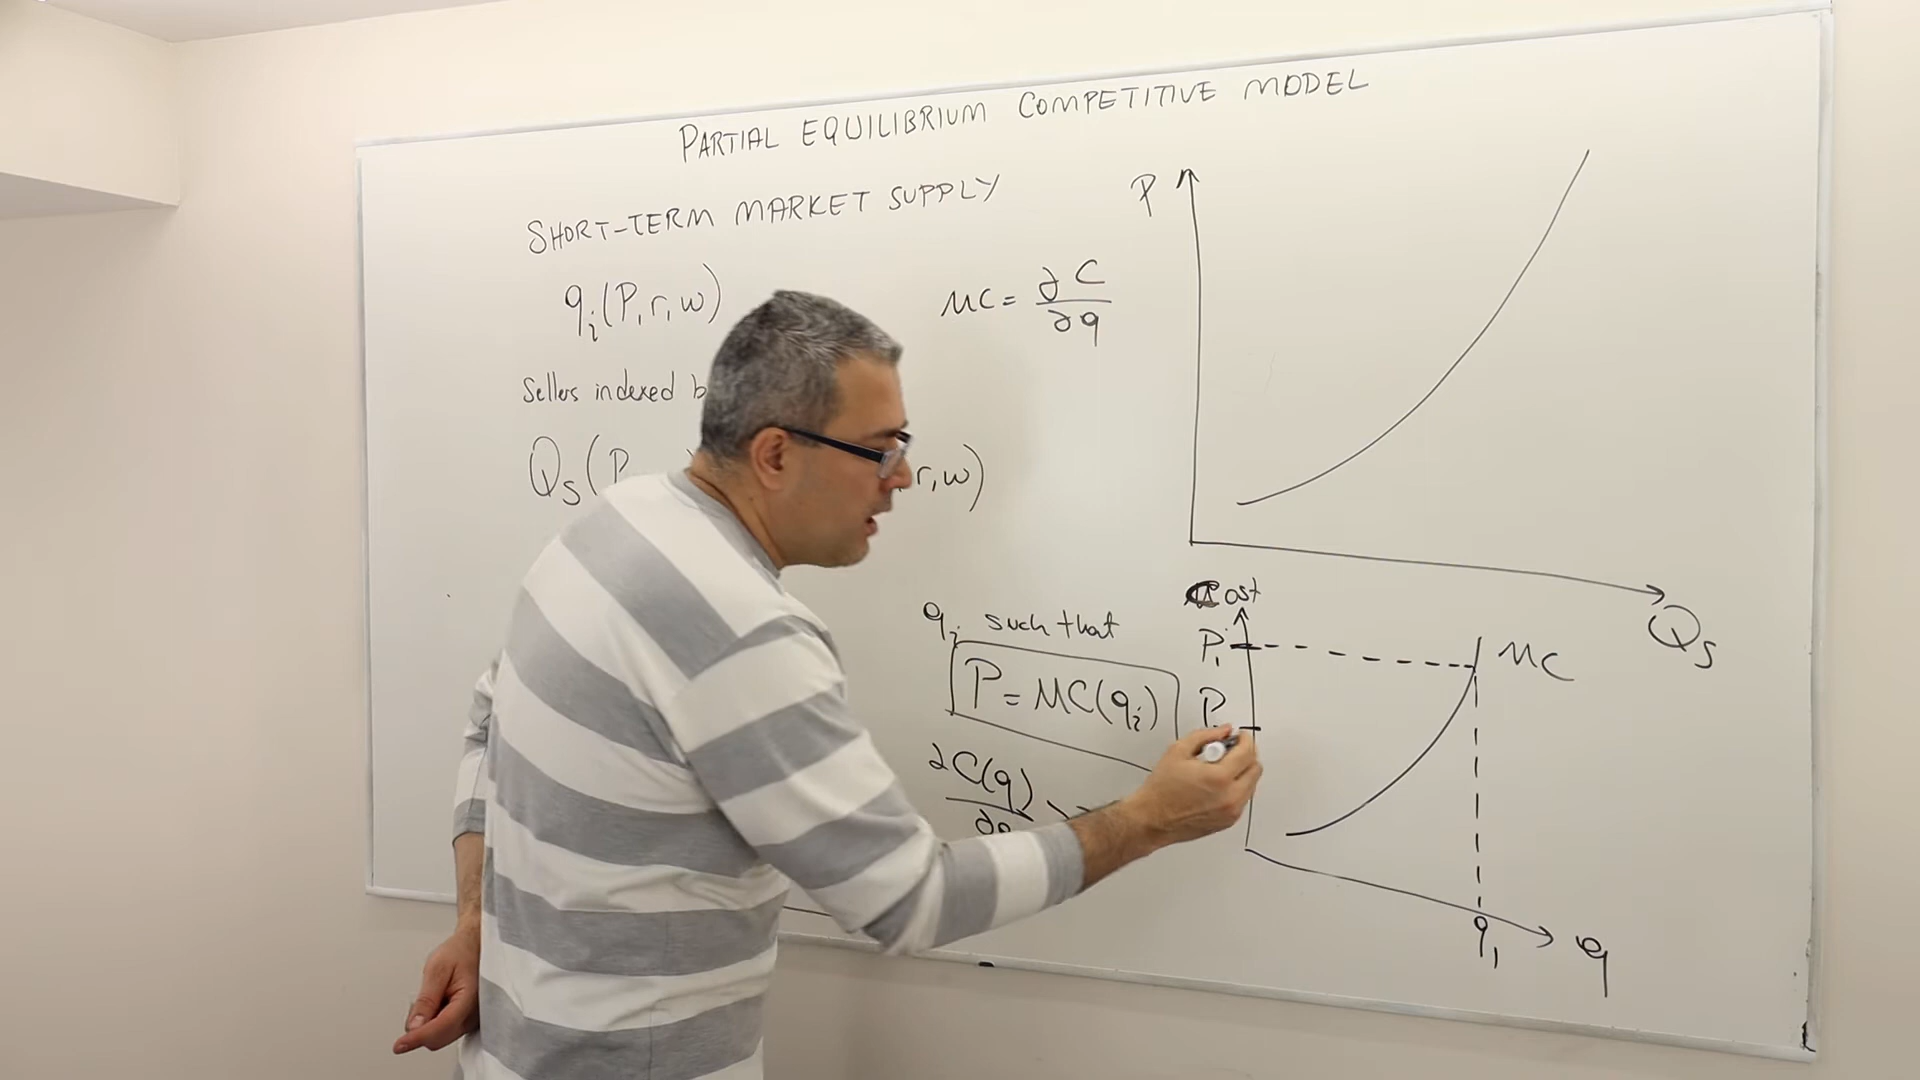 PARTIAL EQUILIBRIUM COMPETITIVE MODEL
SHORT-TERM MARKET SUPPLY
qᵢ(P, r, w)
MC = ∂C/∂q
Sellers indexed
Q_S(P r, w)
P
Q_S
qᵢ such that
P = MC(qᵢ)
∂C(q)/∂q >
Cost
P₁
P
MC
q₁
q